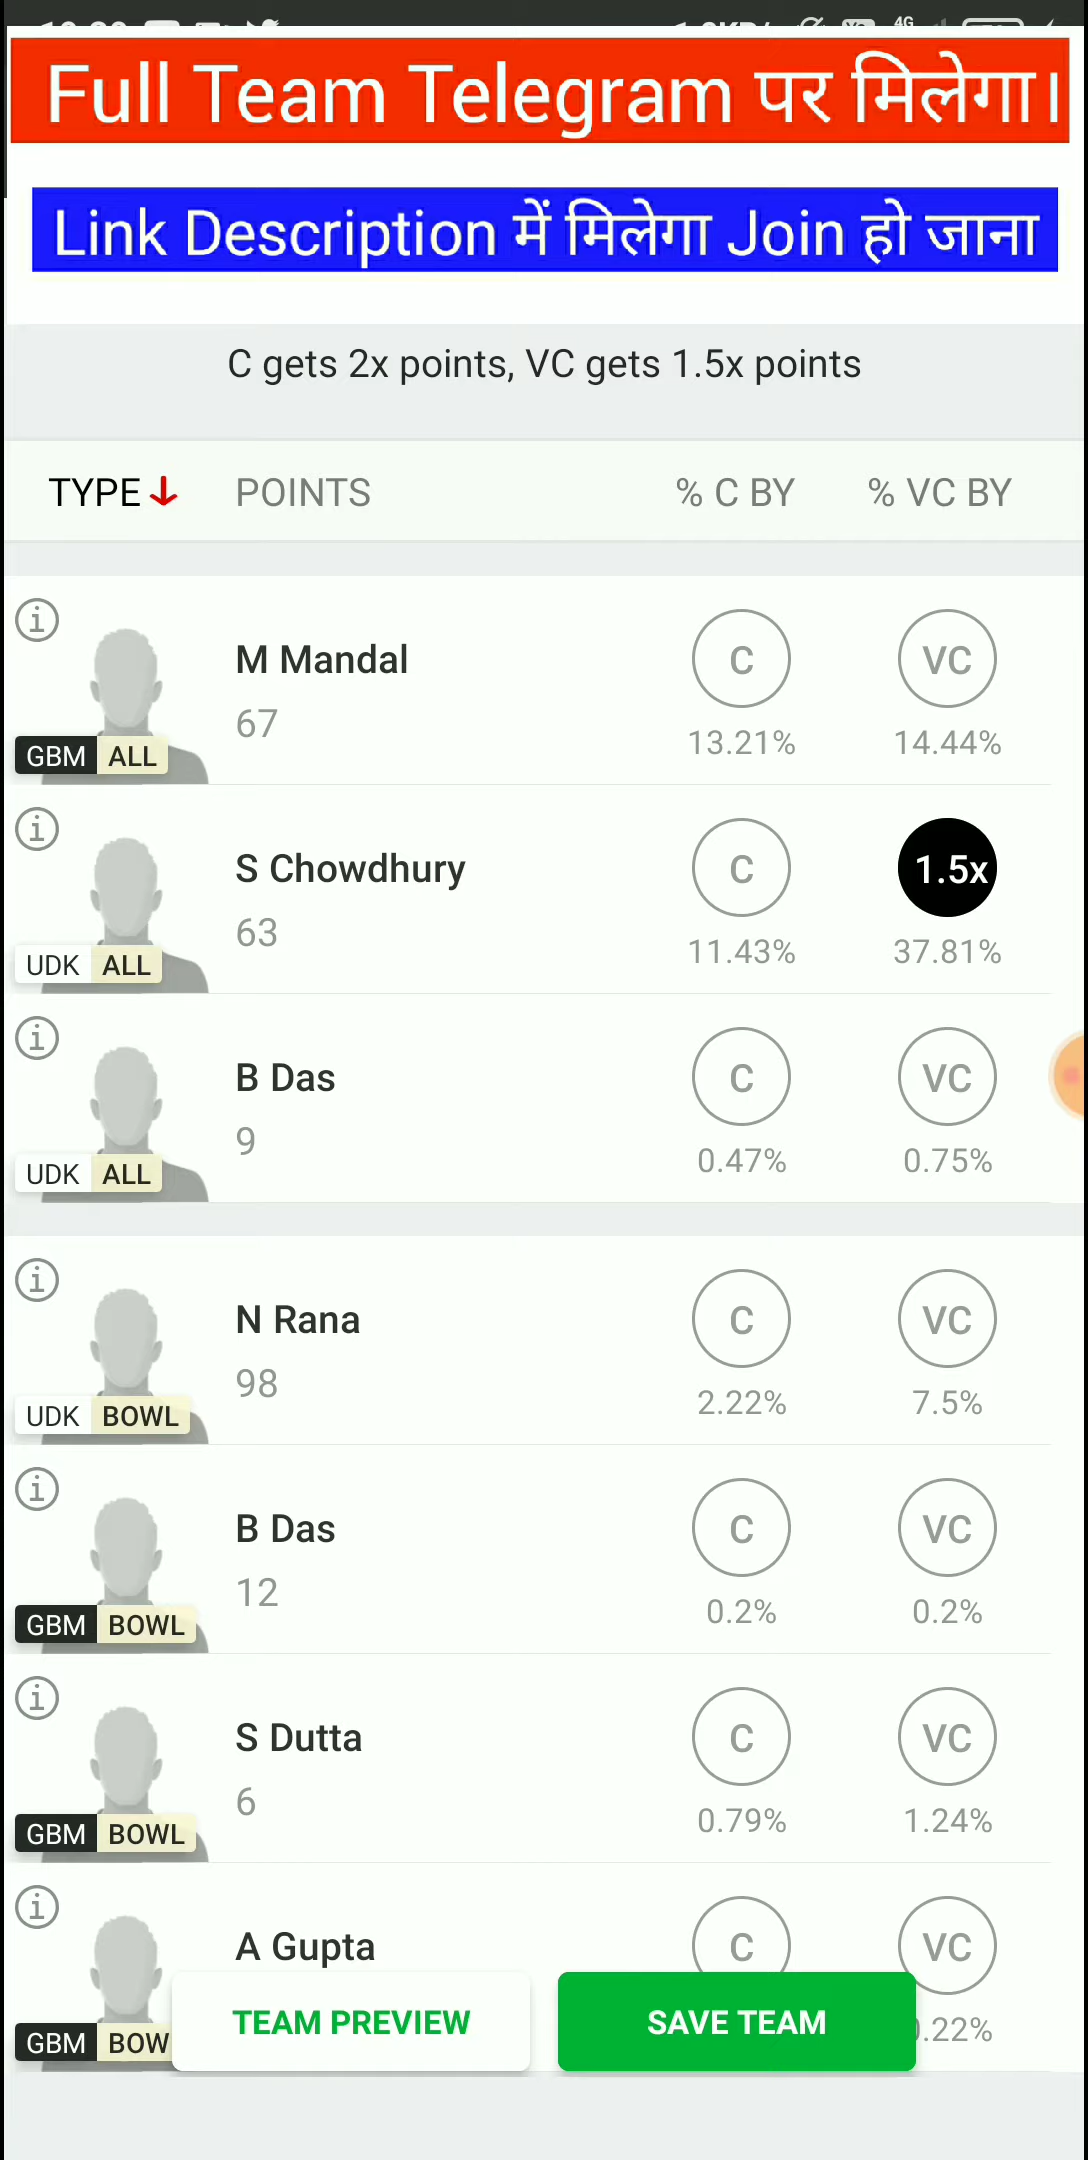 4G
Full Team Telegram पर मिलेगा।
Link Description में मिलेगा Join हो जाना
C gets 2x points, VC gets 1.5x points
TYPE POINTS % C BY % VC BY
M Mandal C VC
67 13.21% 14.44%
GBM ALL
S Chowdhury C 1.5x
63 11.43% 37.81%
UDK ALL
B Das C VC
9 0.47% 0.75%
UDK ALL
N Rana C VC
98 2.22% 7.5%
UDK BOWL
B Das C VC
12 0.2% 0.2%
GBM BOWL
S Dutta C VC
6 0.79% 1.24%
GBM BOWL
A Gupta C VC
TEAM PREVIEW SAVE TEAM
GBM BOW .22%